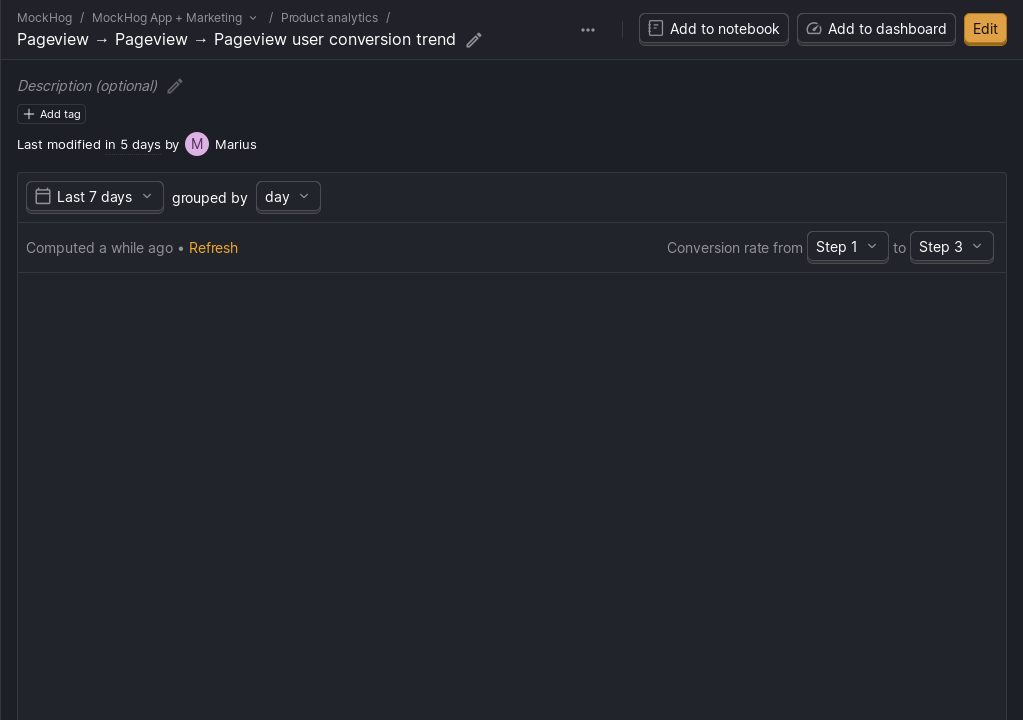 MockHog / MockHog App + Marketing / Product analytics /
Pageview → Pageview → Pageview user conversion trend
Add to notebook
Add to dashboard
Edit
Description (optional)
Add tag
Last modified in 5 days by M Marius
Last 7 days grouped by day
Computed a while ago • Refresh
Conversion rate from Step 1 to Step 3